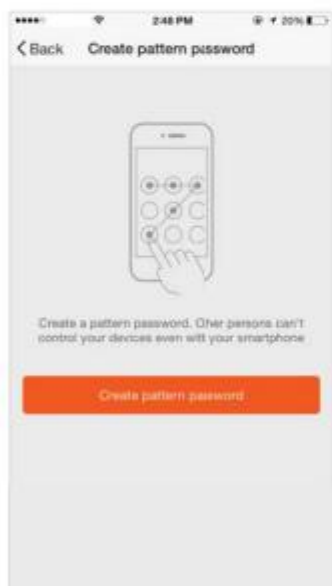 2:48 PM
20%
Back
Create pattern password
Create a pattern password. Oher persons can't
control your devices even witt your smartphone
Create pattern password